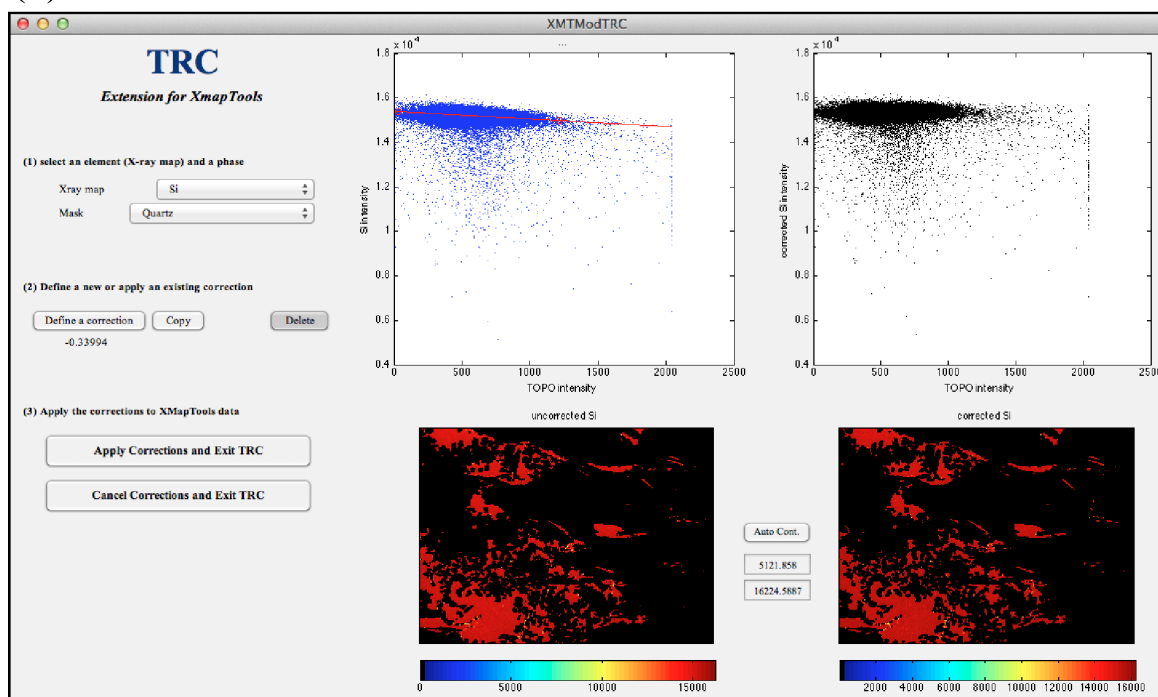 XMTModTRC
TRC
Extension for XmapTools
(1) select an element (X-ray map) and a phase
Xray map Si
Mask Quartz
(2) Define a new or apply an existing correction
Define a correction Copy Delete
-0.33994
(3) Apply the corrections to XMapTools data
Apply Corrections and Exit TRC
Cancel Corrections and Exit TRC
...
x 10⁻⁴
1.8
1.6
1.4
1.2
1
0.8
0.6
0.4
Si intensity
0 500 1000 1500 2000 2500
TOPO intensity
x 10⁻⁴
1.8
1.6
1.4
1.2
1
0.8
0.6
0.4
corrected Si intensity
0 500 1000 1500 2000 2500
TOPO intensity
uncorrected Si
0 5000 10000 15000
Auto Cont.
5121.858
16224.5887
corrected Si
2000 4000 6000 8000 10000 12000 14000 16000